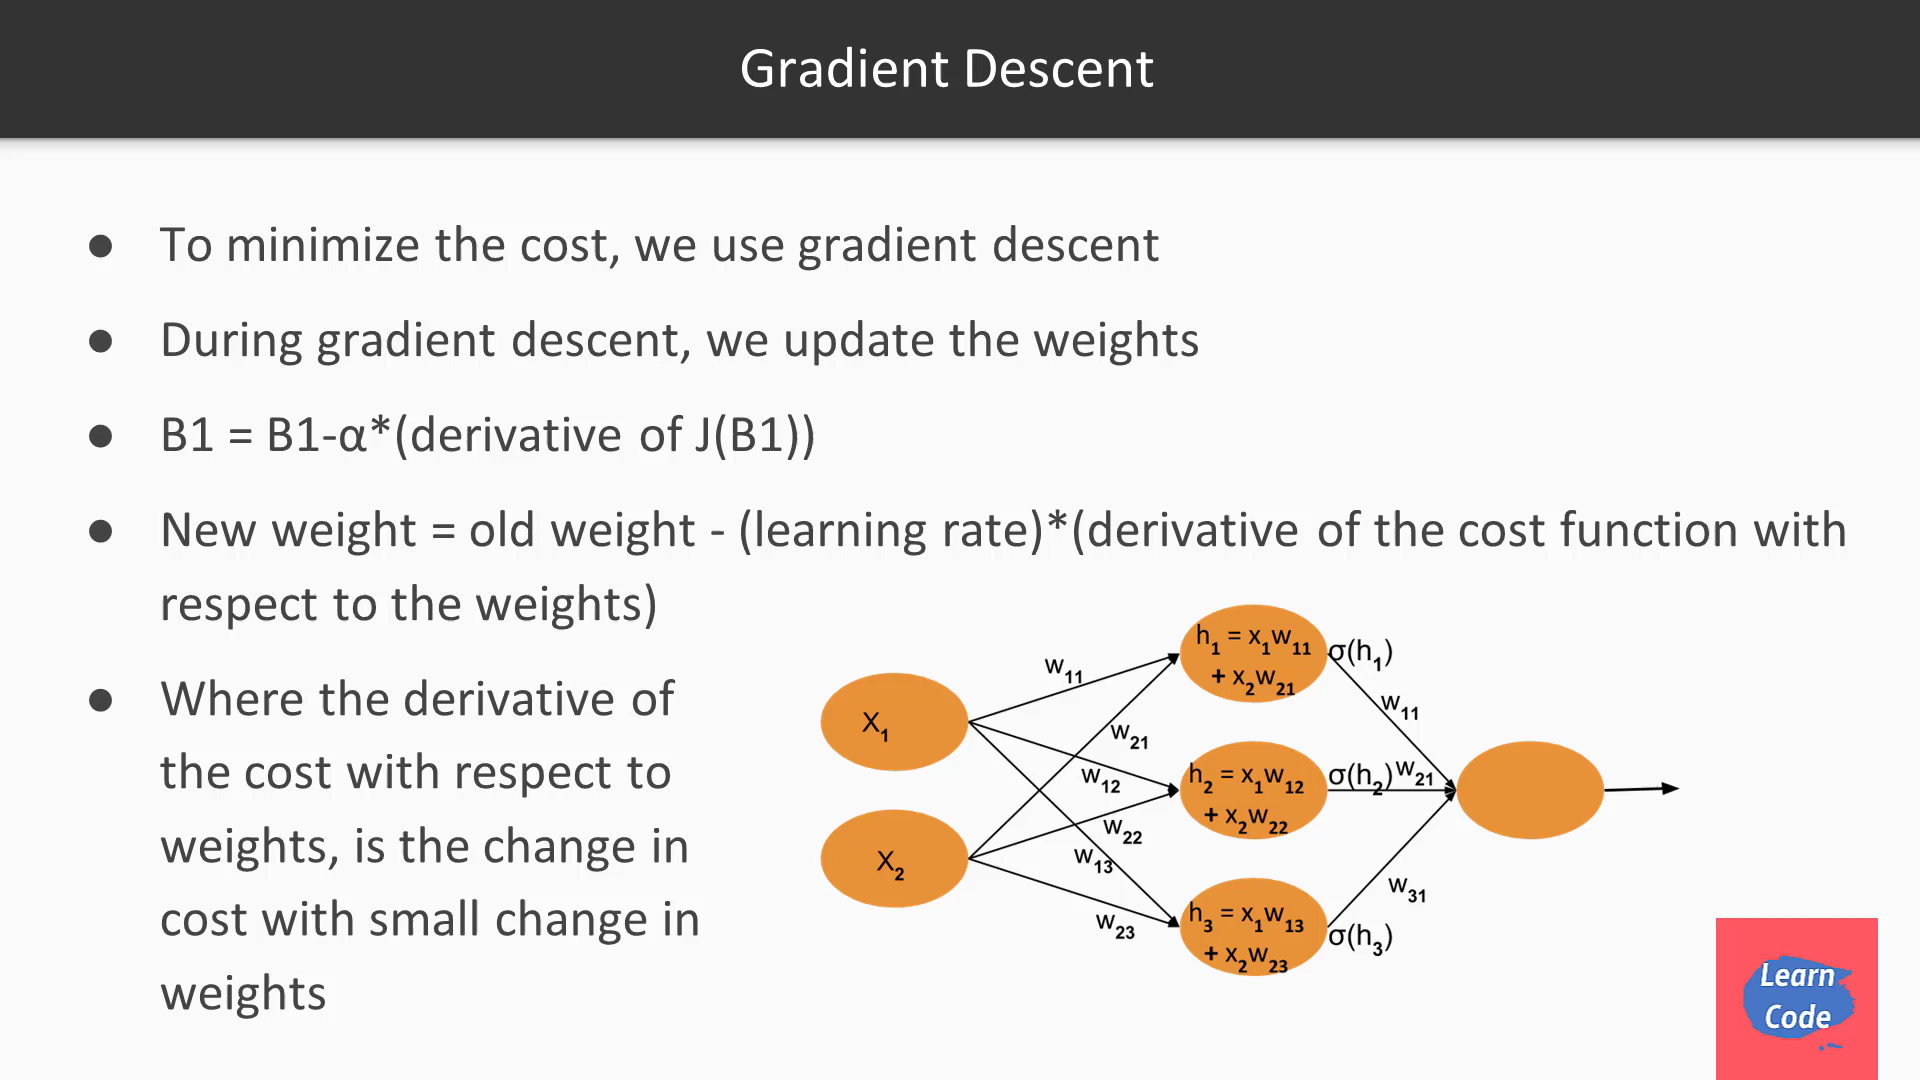 Gradient Descent
● To minimize the cost, we use gradient descent
● During gradient descent, we update the weights
● B1 = B1-α*(derivative of J(B1))
● New weight = old weight - (learning rate)*(derivative of the cost function with
respect to the weights)
● Where the derivative of
the cost with respect to
weights, is the change in
cost with small change in
weights
X₁
X₂
w₁₁
w₂₁
w₁₂
w₂₂
w₁₃
w₂₃
h₁ = x₁w₁₁
+ x₂w₂₁
h₂ = x₁w₁₂
+ x₂w₂₂
h₃ = x₁w₁₃
+ x₂w₂₃
σ(h₁)
w₁₁
σ(h₂)
w₂₁
w₃₁
σ(h₃)
Learn
Code